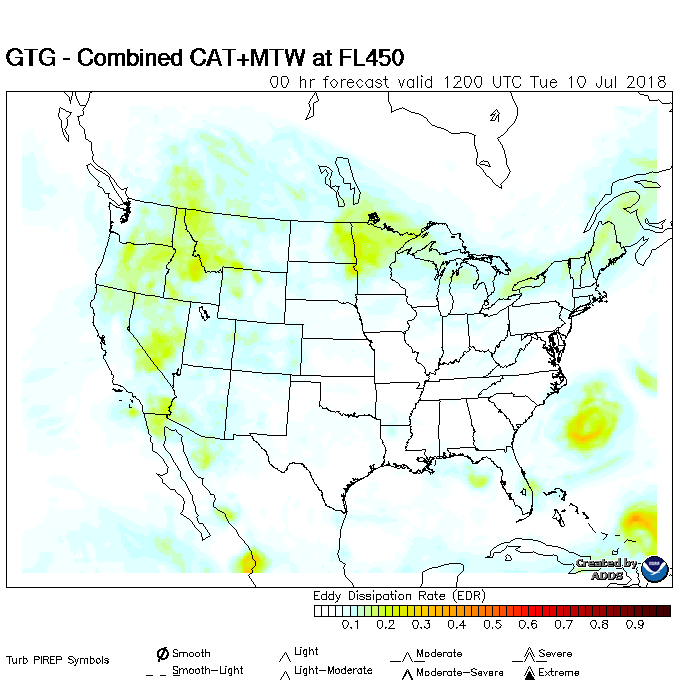 GTG - Combined CAT+MTW at FL450
00 hr forecast valid 1200 UTC Tue 10 Jul 2018
Created by
ADDS
Eddy Dissipation Rate (EDR)
0.1 0.2 0.3 0.4 0.5 0.6 0.7 0.8 0.9
Turb PIREP Symbols
Smooth Light Moderate Severe
Smooth-Light Light-Moderate Moderate-Severe Extreme